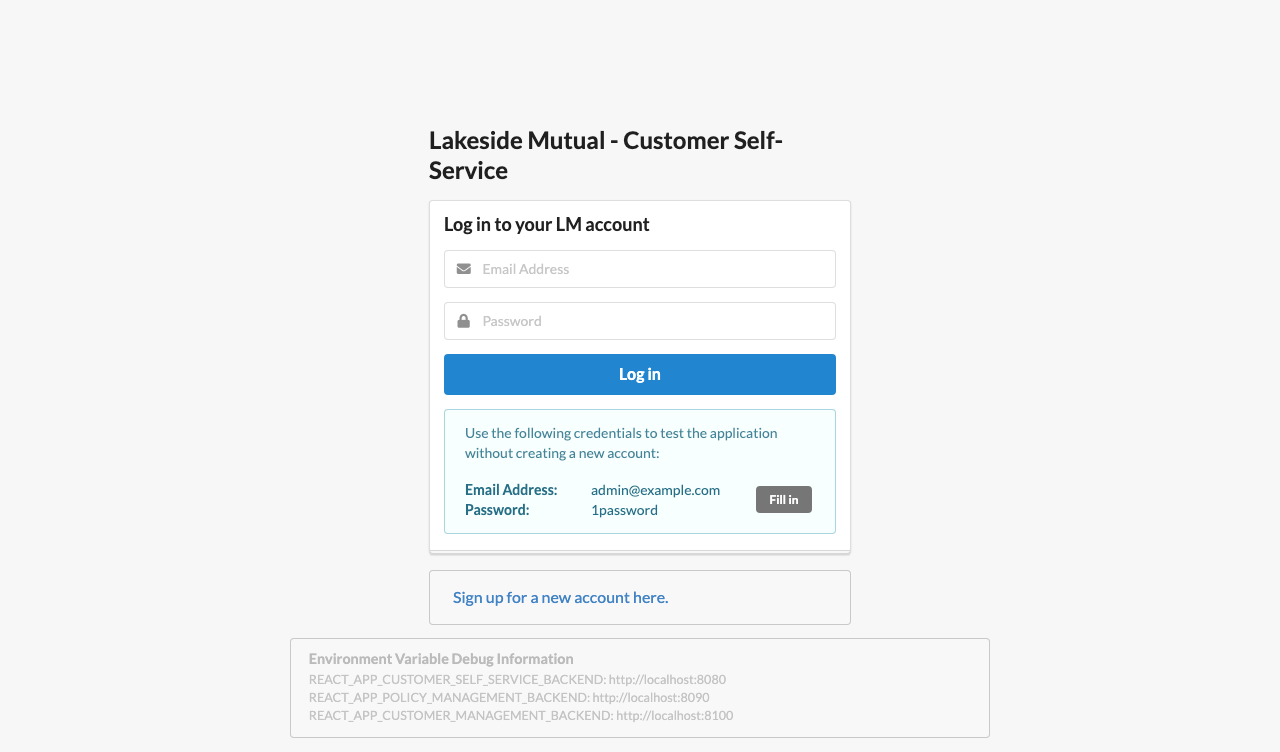 Lakeside Mutual - Customer Self-
Service
Log in to your LM account
Email Address
Password
Log in
Use the following credentials to test the application
without creating a new account:
Email Address: admin@example.com
Password: 1password
Fill in
Sign up for a new account here.
Environment Variable Debug Information
REACT_APP_CUSTOMER_SELF_SERVICE_BACKEND: http://localhost:8080
REACT_APP_POLICY_MANAGEMENT_BACKEND: http://localhost:8090
REACT_APP_CUSTOMER_MANAGEMENT_BACKEND: http://localhost:8100